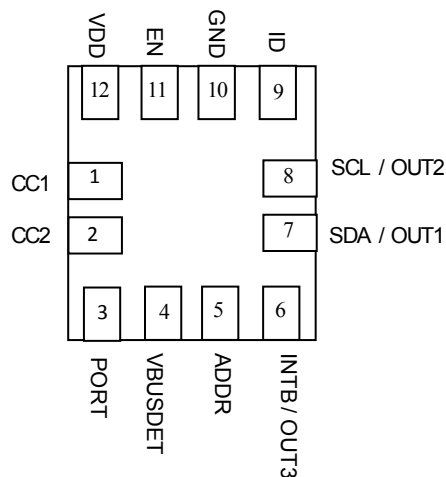 VDD
EN
GND
ID
12
11
10
9
CC1
1
8
SCL / OUT2
CC2
2
7
SDA / OUT1
3
4
5
6
PORT
VBUSDET
ADDR
INTB / OUT3